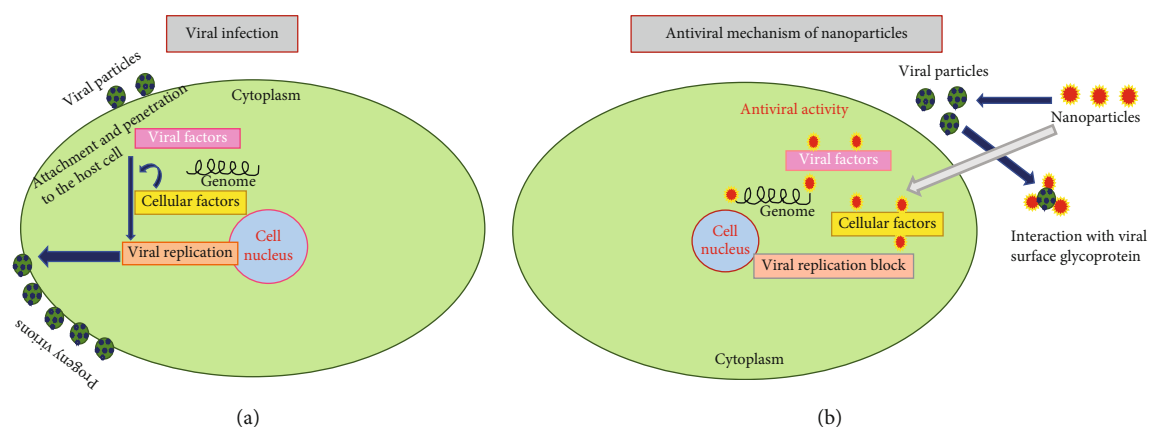 Viral infection
Viral particles
Attachment and penetration
to the host cell
Cytoplasm
Viral factors
Genome
Cellular factors
Cell
nucleus
Viral replication
Progeny virions
(a)
Antiviral mechanism of nanoparticles
Viral particles
Nanoparticles
Antiviral activity
Viral factors
Genome
Cellular factors
Cell
nucleus
Viral replication block
Interaction with viral
surface glycoprotein
Cytoplasm
(b)